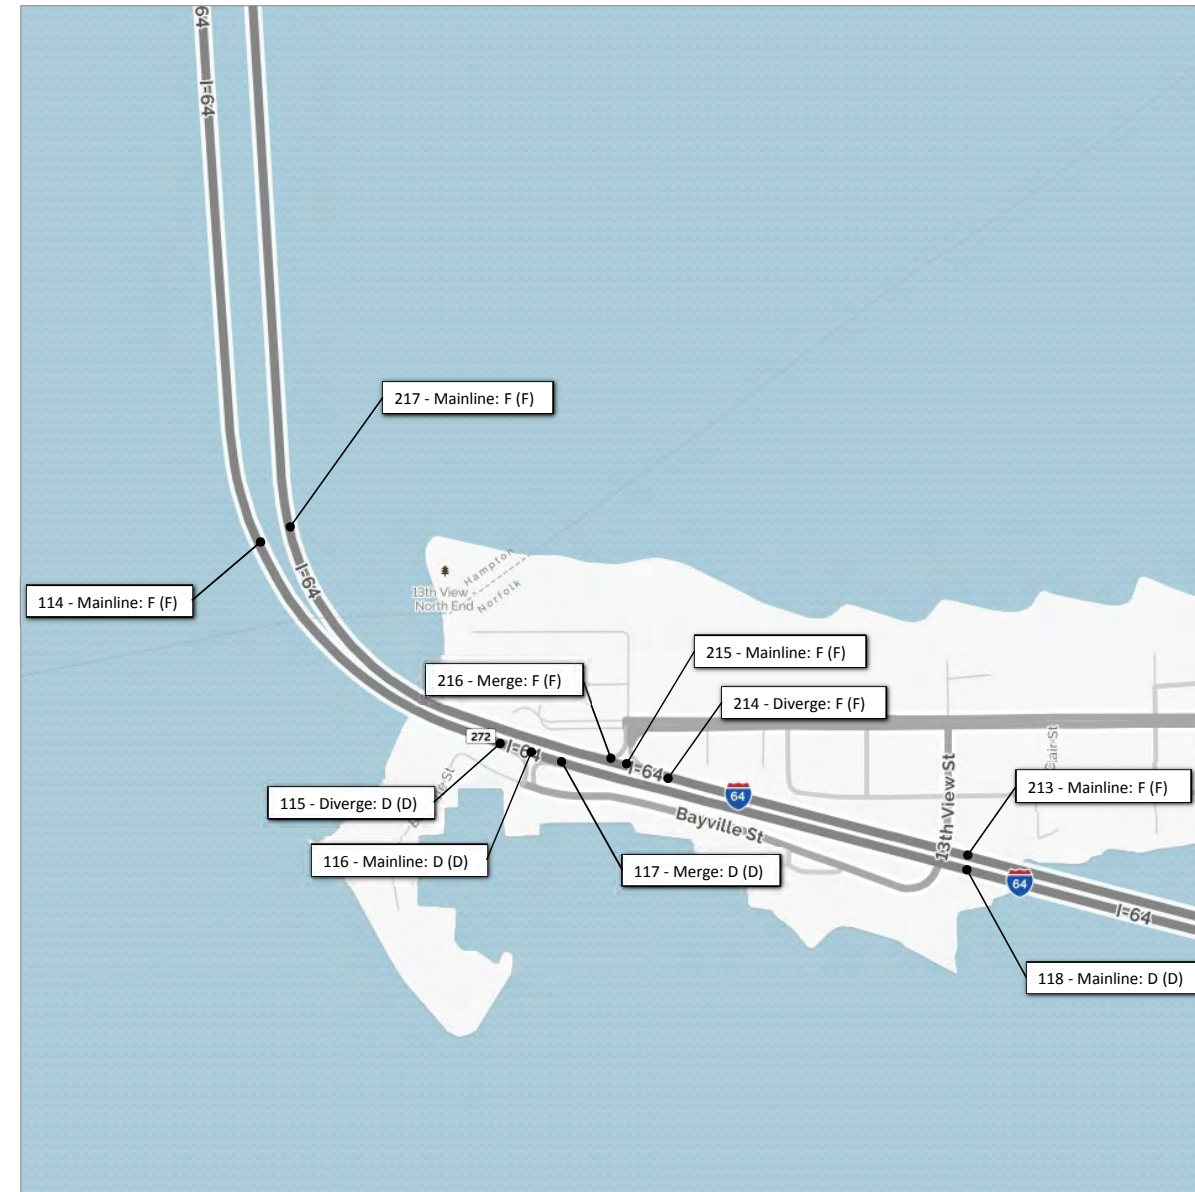 64
I-64
217 - Mainline: F (F)
I-64
114 - Mainline: F (F)
Hampton
Norfolk
13th View
North End
215 - Mainline: F (F)
216 - Merge: F (F)
214 - Diverge: F (F)
272
I-64
I-64
64
115 - Diverge: D (D)
213 - Mainline: F (F)
Bayville St
13th View St
116 - Mainline: D (D)
117 - Merge: D (D)
64
I-64
118 - Mainline: D (D)